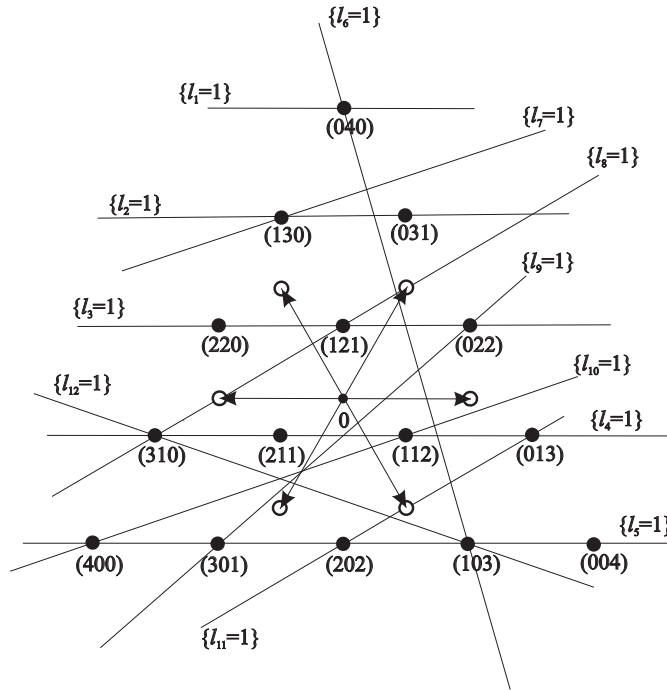 {l₆=1}
{l₁=1}
(040)
{l₇=1}
{l₈=1}
{l₂=1}
(130) (031)
{l₉=1}
{l₃=1}
(220) (121) (022)
{l₁₀=1}
{l₁₂=1}
0
{l₄=1}
(310) (211) (112) (013)
{l₅=1}
(400) (301) (202) (103) (004)
{l₁₁=1}